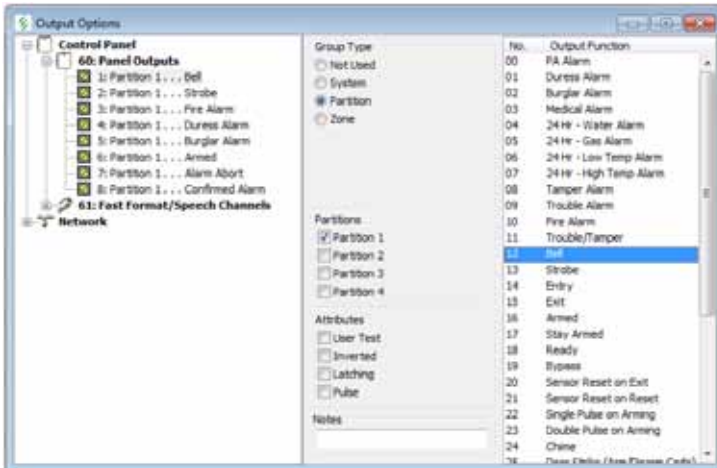 Output Options
Control Panel
60: Panel Outputs
1: Partition 1 . . . Bell
2: Partition 1 . . . Strobe
3: Partition 1 . . . Fire Alarm
4: Partition 1 . . . Duress Alarm
5: Partition 1 . . . Burglar Alarm
6: Partition 1 . . . Armed
7: Partition 1 . . . Alarm Abort
8: Partition 1 . . . Confirmed Alarm
61: Fast Format/Speech Channels
Network
Group Type
Not Used
System
Partition
Zone
Partitions
Partition 1
Partition 2
Partition 3
Partition 4
Attributes
User Test
Inverted
Latching
Pulse
Notes
No. Output Function
00 PA Alarm
01 Duress Alarm
02 Burglar Alarm
03 Medical Alarm
04 24 Hr - Water Alarm
05 24 Hr - Gas Alarm
06 24 Hr - Low Temp Alarm
07 24 Hr - High Temp Alarm
08 Tamper Alarm
09 Trouble Alarm
10 Fire Alarm
11 Trouble/Tamper
12 Bell
13 Strobe
14 Entry
15 Exit
16 Armed
17 Stay Armed
18 Ready
19 Bypass
20 Sensor Reset on Exit
21 Sensor Reset on Reset
22 Single Pulse on Arming
23 Double Pulse on Arming
24 Chime